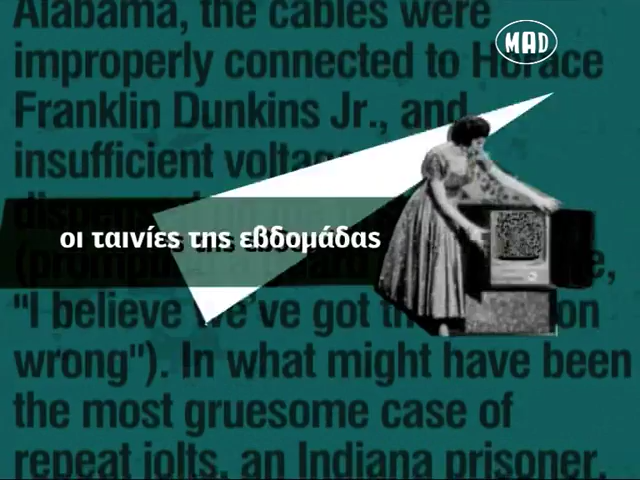 Alabama, the cables were
MAD
improperly connected to Horace
Franklin Dunkins Jr., and
insufficient voltage
οι ταινίες της εβδομάδας
"I believe we've got th on
wrong"). In what might have been
the most gruesome case of
repeat jolts, an Indiana prisoner,